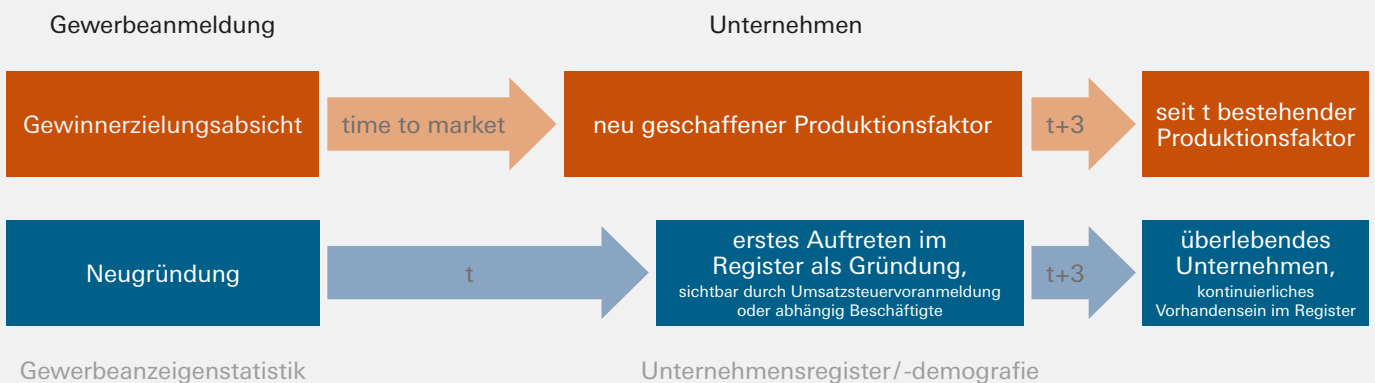 Gewerbeanmeldung
Unternehmen
Gewinnerzielungsabsicht
time to market
neu geschaffener Produktionsfaktor
t+3
seit t bestehender
Produktionsfaktor
Neugründung
t
erstes Auftreten im
Register als Gründung,
sichtbar durch Umsatzsteuervoranmeldung
oder abhängig Beschäftigte
t+3
überlebendes
Unternehmen,
kontinuierliches
Vorhandensein im Register
Gewerbeanzeigenstatistik
Unternehmensregister/-demografie